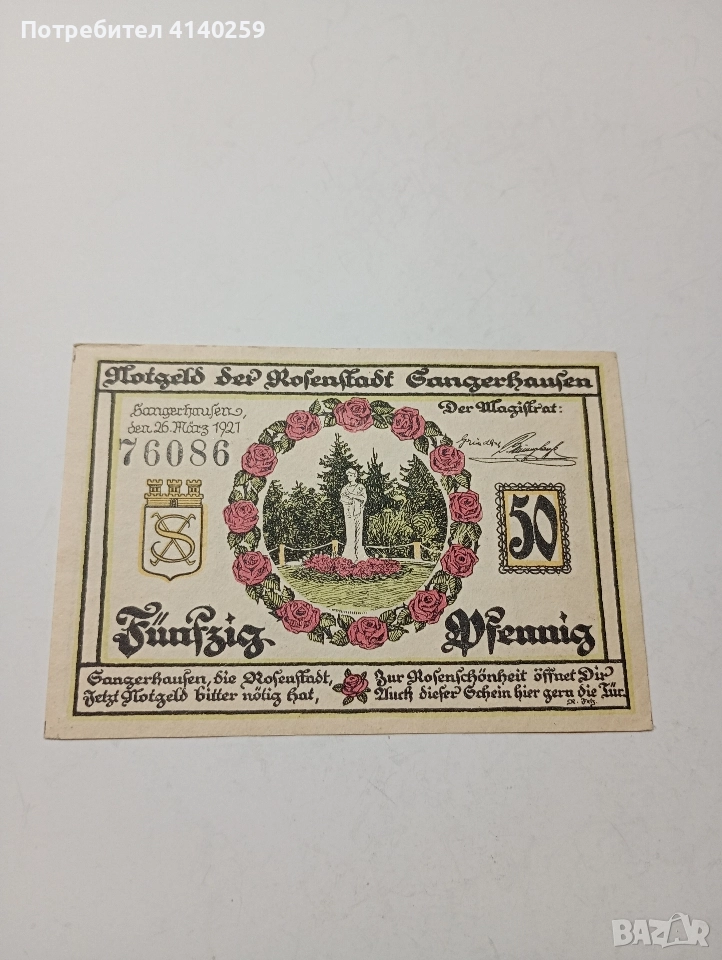 Потребител 4140259
Notgeld der Rosenstadt Sangerhausen
Sangerhausen,
den 26. März 1921
76086
Der Magistrat:
50
Fünfzig Pfennig
Sangerhausen, die Rosenstadt,
Jetzt Notgeld bitter nötig hat,
Zur Rosenschönheit öffnet Dir
Auch dieser Schein hier gern die Tür.
BAZAR